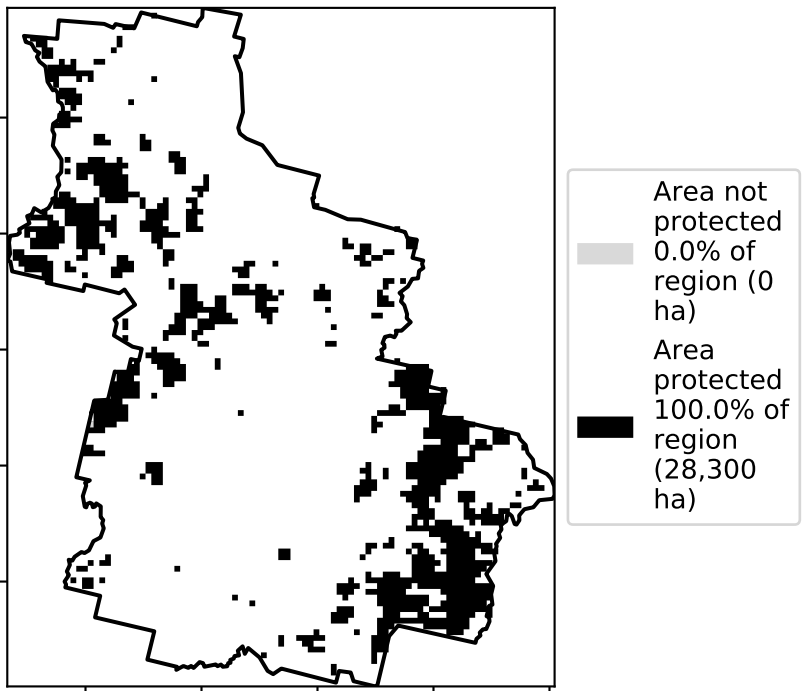 Area not
protected
0.0% of
region (0
ha)
Area
protected
100.0% of
region
(28,300
ha)